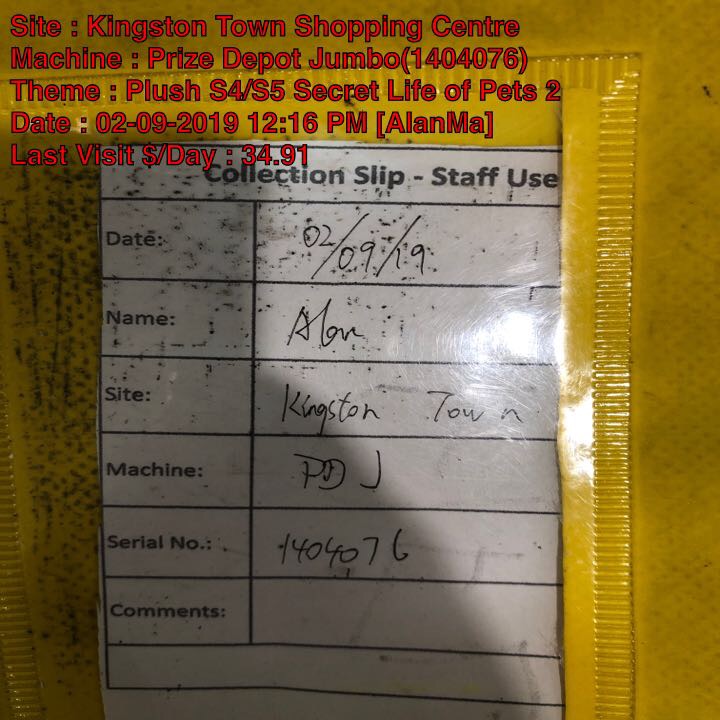 Site : Kingston Town Shopping Centre
Machine : Prize Depot Jumbo(1404076)
Theme : Plush S4/S5 Secret Life of Pets 2
Date : 02-09-2019 12:16 PM [AlanMa]
Last Visit $/Day : 34.91
Collection Slip - Staff Use
Date: 02/09/19
Name: Alan
Site: Kingston Town
Machine: PDJ
Serial No.: 1404076
Comments: